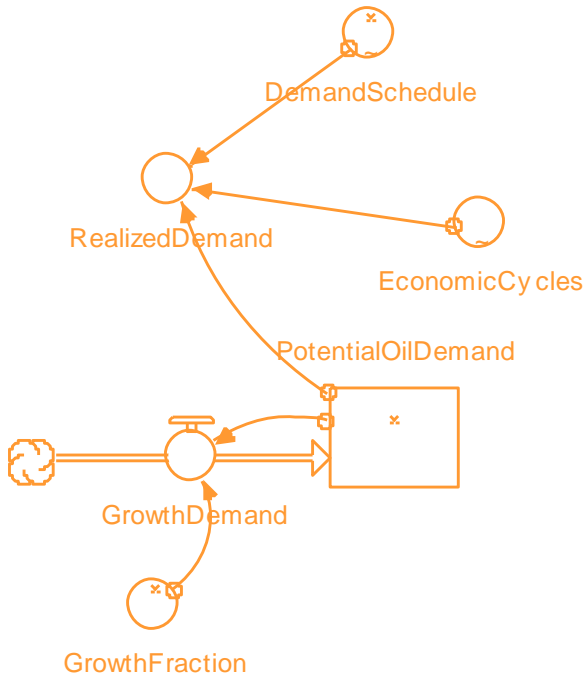 DemandSchedule
RealizedDemand
EconomicCycles
PotentialOilDemand
GrowthDemand
GrowthFraction